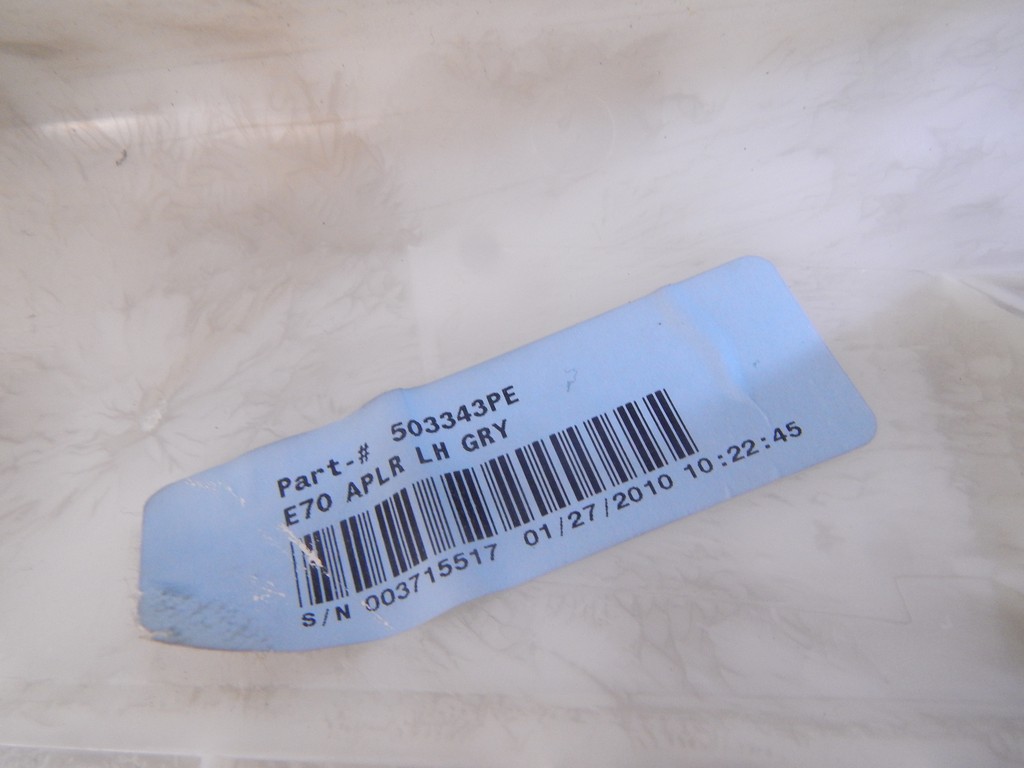 Part-# 503343PE
E70 APLR LH GRY
S/N 003715517 01/27/2010 10:22:45